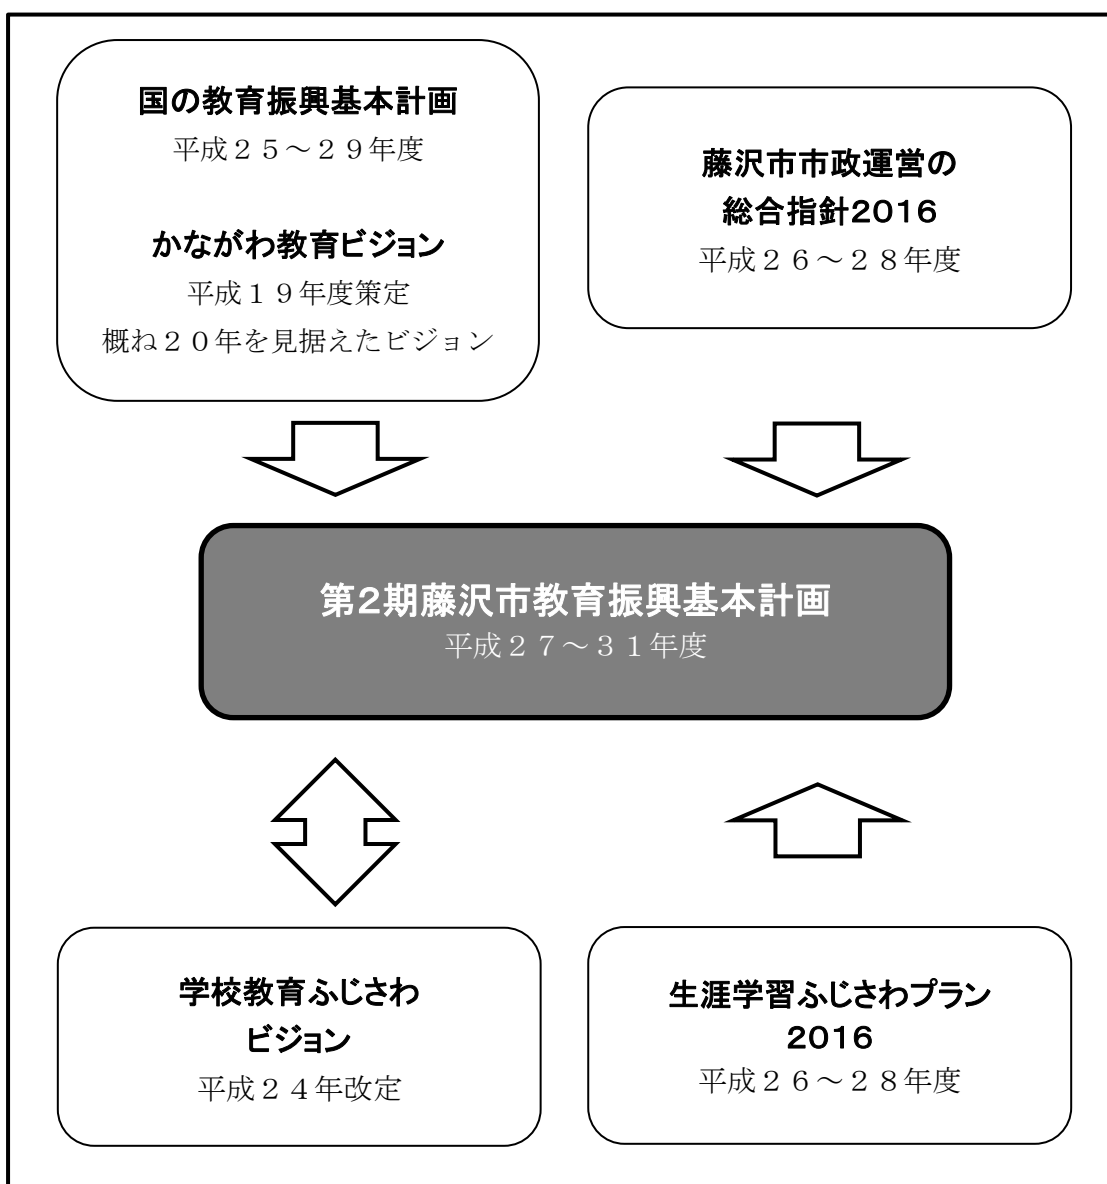 国の教育振興基本計画
平成２５～２９年度
かながわ教育ビジョン
平成１９年度策定
概ね２０年を見据えたビジョン
藤沢市市政運営の
総合指針2016
平成２６～２８年度
第2期藤沢市教育振興基本計画
平成２７～３１年度
学校教育ふじさわ
ビジョン
平成２４年改定
生涯学習ふじさわプラン
2016
平成２６～２８年度